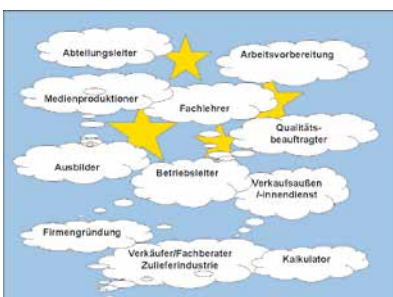 Abteilungsleiter
Arbeitsvorbereitung
Medienproduktioner
Fachlehrer
Qualitäts-
beauftragter
Ausbilder
Betriebsleiter
Verkaufsaußen
/-innendienst
Firmengründung
Verkäufer/Fachberater
Zulieferindustrie
Kalkulator